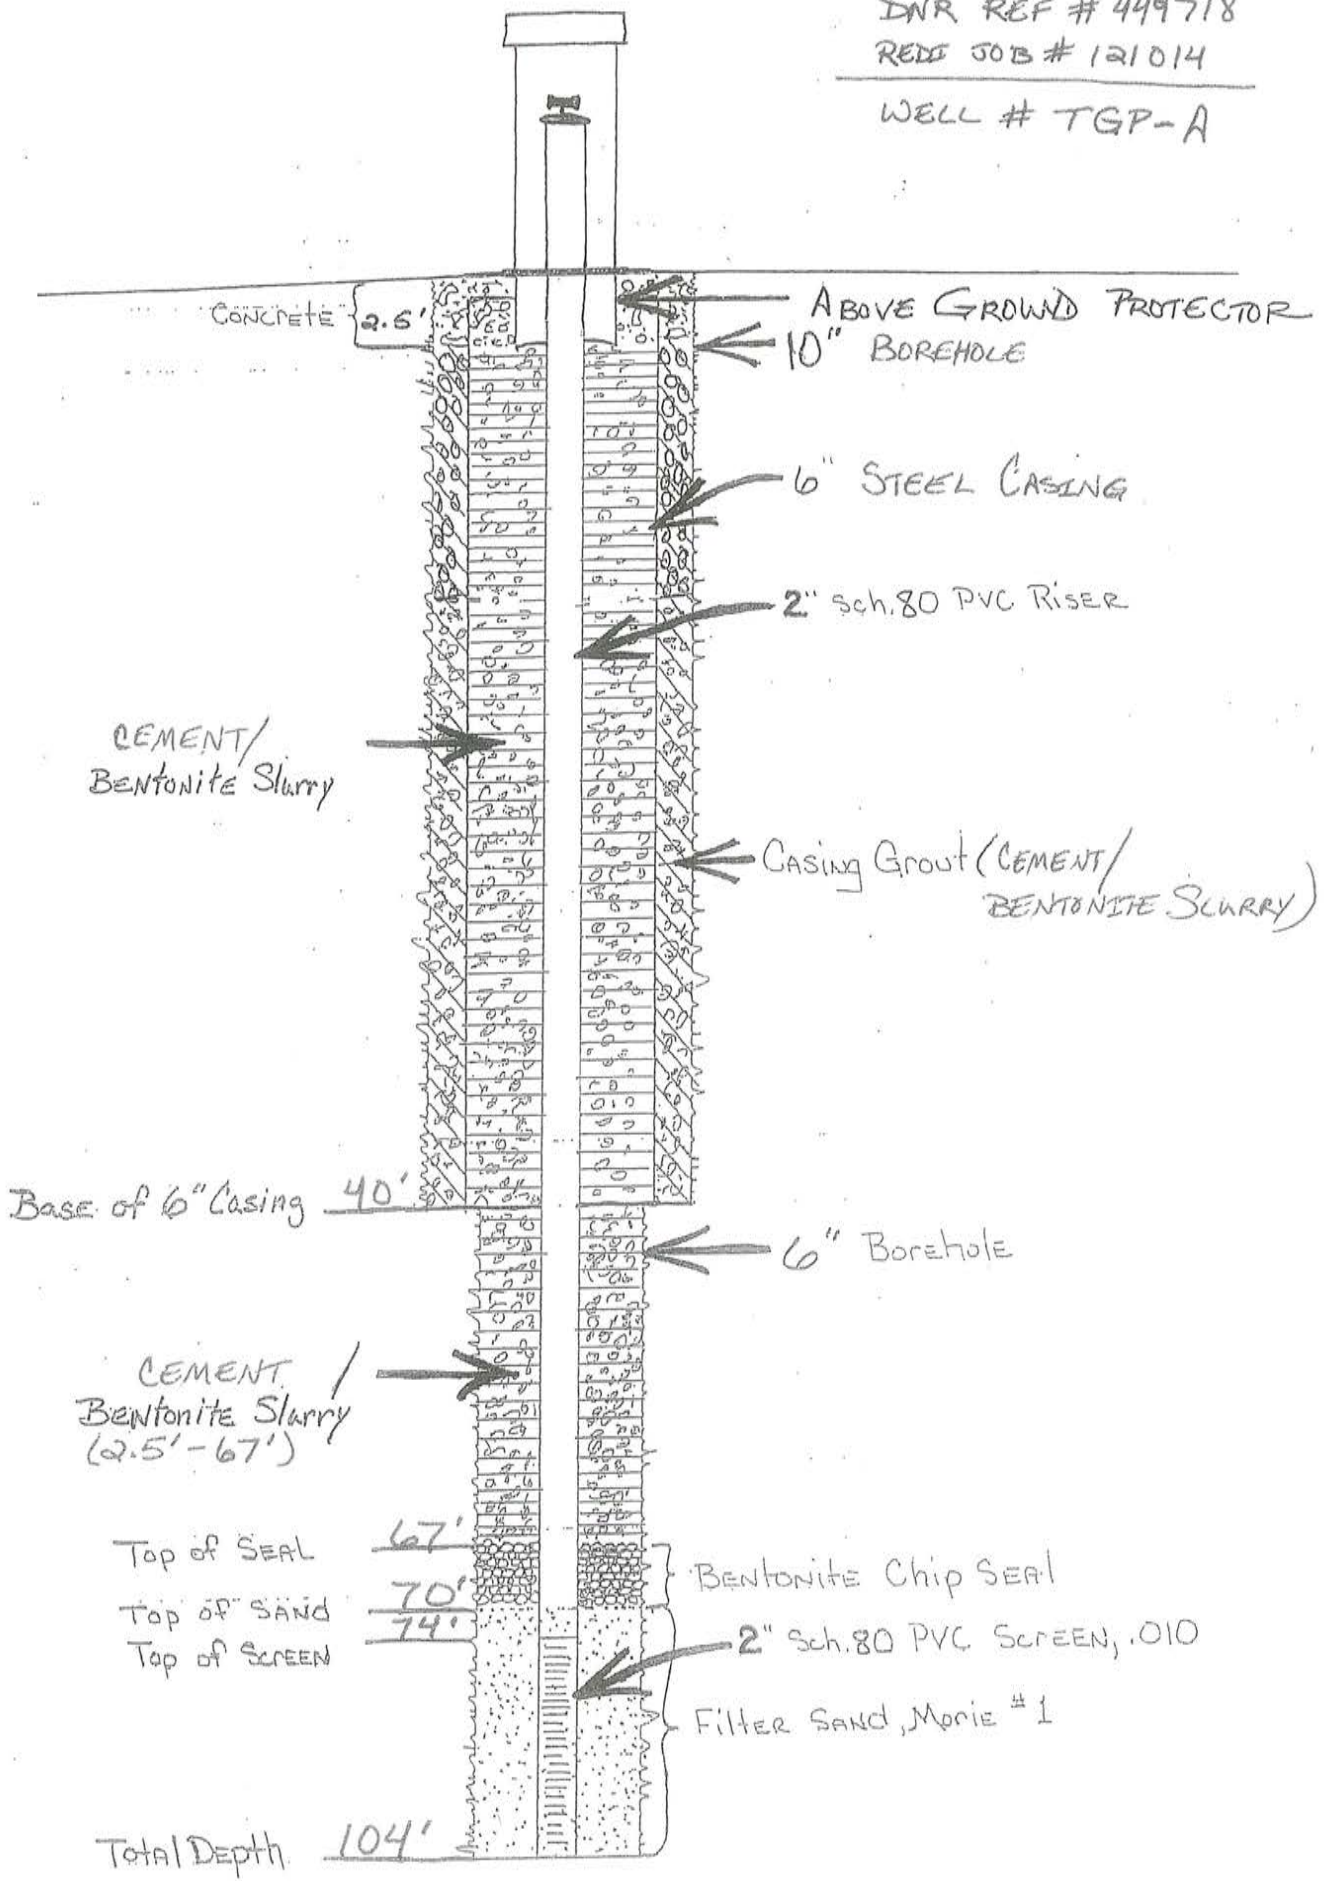 DNR REF # 449718
REDI JOB # 121014
WELL # TGP-A
CONCRETE 2.5'
ABOVE GROUND PROTECTOR
10" BOREHOLE
6" STEEL CASING
2" Sch.80 PVC RISER
CEMENT/
BENTONITE Slurry
Casing Grout (CEMENT/
BENTONITE SLURRY)
Base of 6" Casing 40'
6" Borehole
CEMENT /
BENTONITE Slurry
(2.5'-67')
Top of SEAL 67'
BENTONITE Chip SEAl
Top of SAND 70'
Top of SCREEN 74'
2" Sch.80 PVC SCREEN, .010
FilTER SAND, Morie #1
Total Depth 104'